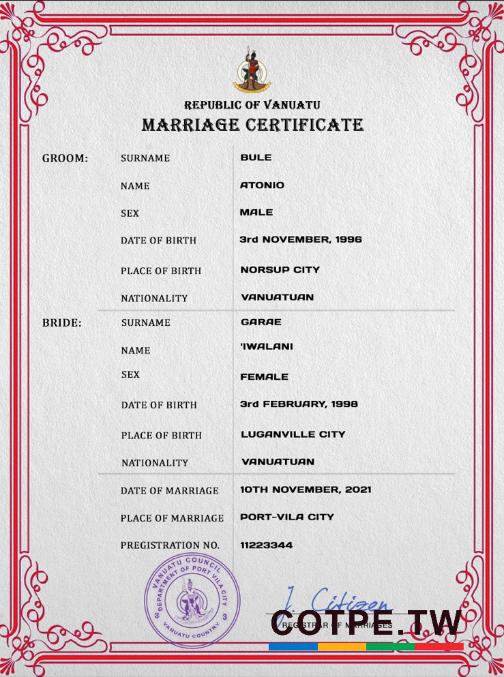 REPUBLIC OF VANUATU
MARRIAGE CERTIFICATE
GROOM: SURNAME BULE
NAME ATONIO
SEX MALE
DATE OF BIRTH 3rd NOVEMBER, 1996
PLACE OF BIRTH NORSUP CITY
NATIONALITY VANUATUAN
BRIDE: SURNAME GARAE
NAME 'IWALANI
SEX FEMALE
DATE OF BIRTH 3rd FEBRUARY, 1998
PLACE OF BIRTH LUGANVILLE CITY
NATIONALITY VANUATUAN
DATE OF MARRIAGE 10TH NOVEMBER, 2021
PLACE OF MARRIAGE PORT-VILA CITY
PREGISTRATION NO. 11223344
VANUATU COUNCIL
DEPARTMENT OF PORT VILA CITY
VANUATU COUNTRY
J. Citizen
REGISTRAR OF MARRIAGES
COTPE.TW